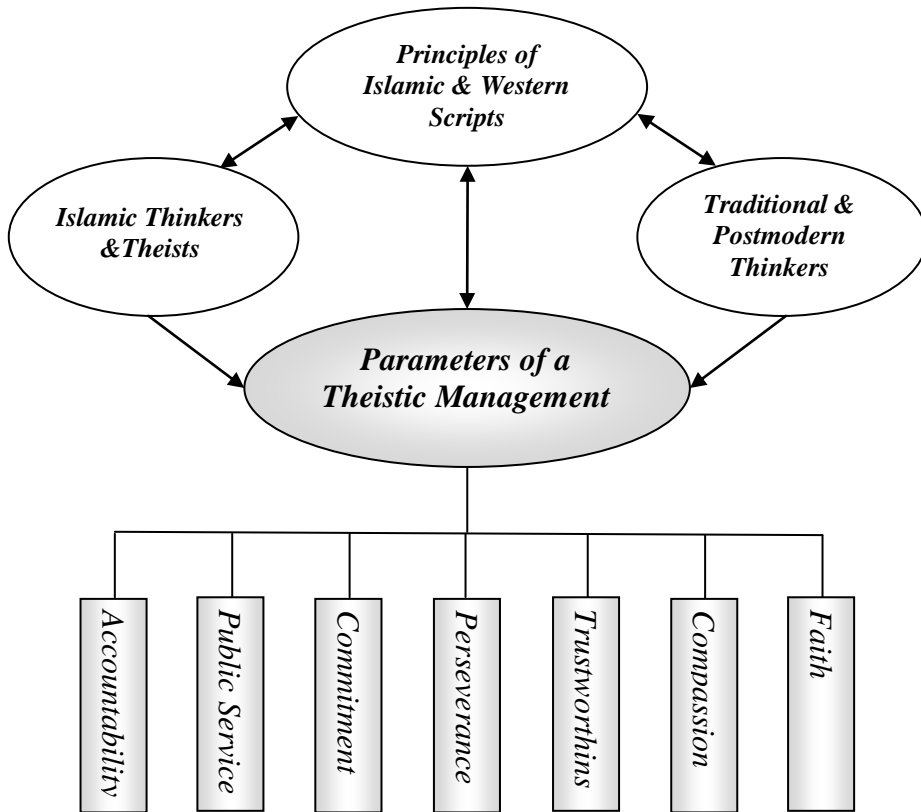 Principles of
Islamic & Western
Scripts
Islamic Thinkers
&Theists
Traditional &
Postmodern
Thinkers
Parameters of a
Theistic Management
Accountability
Public Service
Commitment
Perseverance
Trustworthins
Compassion
Faith